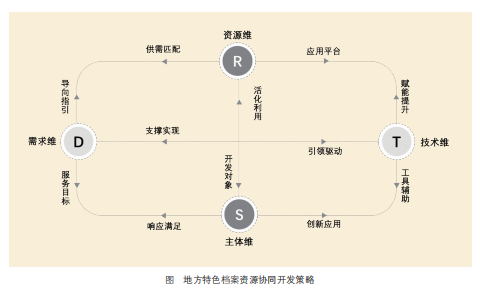 资源维
供需匹配
应用平台
R
导向指引
活化利用
赋能提升
需求维
D
支撑实现
引领驱动
T
技术维
服务目标
开发对象
工具辅助
S
响应满足
创新应用
主体维
图 地方特色档案资源协同开发策略